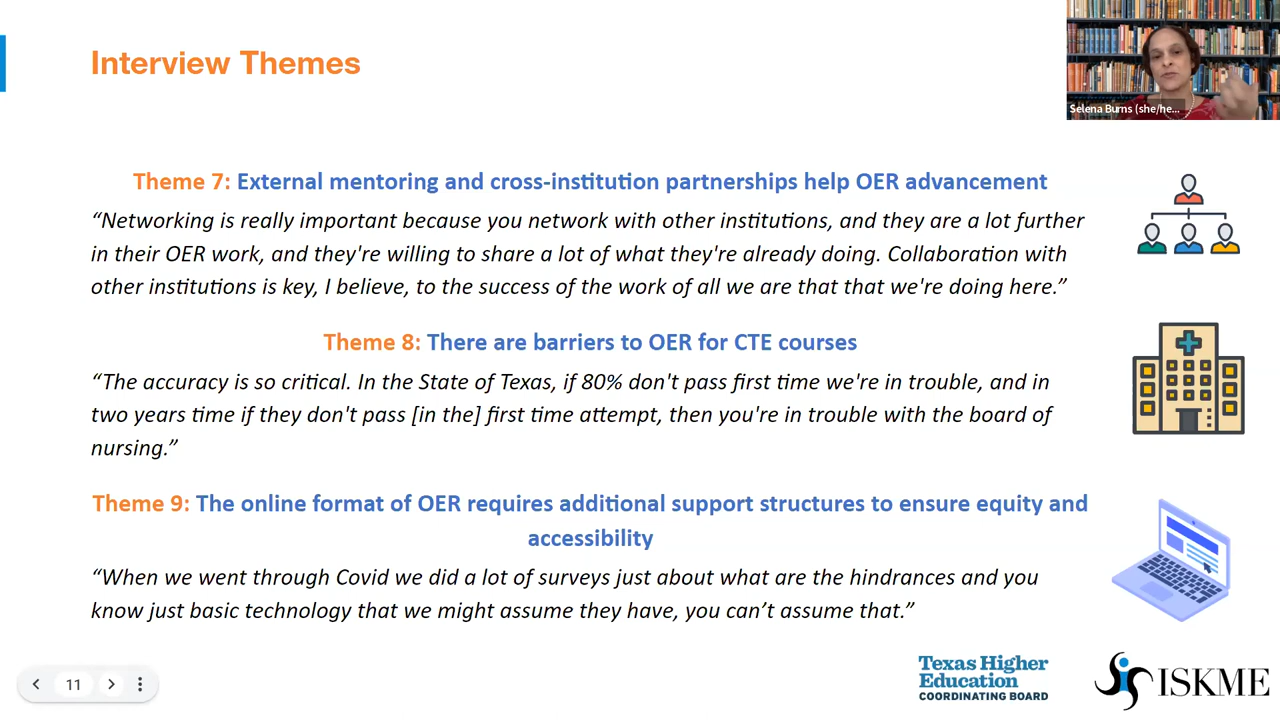 Interview Themes
Selena Burns (she/he...
Theme 7: External mentoring and cross-institution partnerships help OER advancement
“Networking is really important because you network with other institutions, and they are a lot further
in their OER work, and they're willing to share a lot of what they're already doing. Collaboration with
other institutions is key, I believe, to the success of the work of all we are that that we're doing here.”
Theme 8: There are barriers to OER for CTE courses
“The accuracy is so critical. In the State of Texas, if 80% don't pass first time we're in trouble, and in
two years time if they don't pass [in the] first time attempt, then you're in trouble with the board of
nursing.”
Theme 9: The online format of OER requires additional support structures to ensure equity and
accessibility
“When we went through Covid we did a lot of surveys just about what are the hindrances and you
know just basic technology that we might assume they have, you can’t assume that.”
11
Texas Higher
Education
COORDINATING BOARD
ISKME